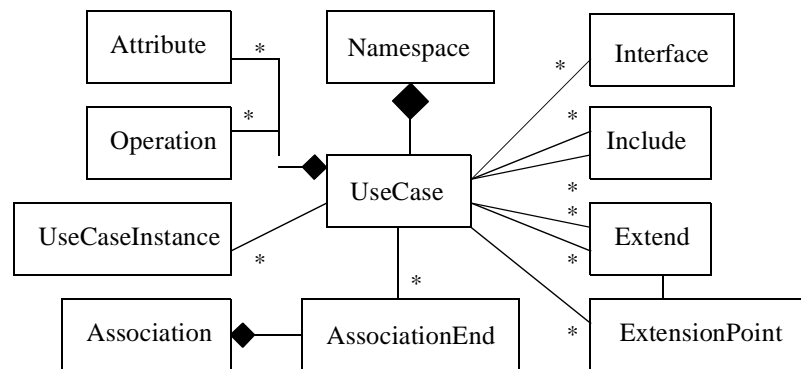 Attribute
*
Namespace
*
Interface
Operation
*
*
Include
UseCase
*
UseCaseInstance
*
*
Extend
*
*
Association
AssociationEnd
*
ExtensionPoint